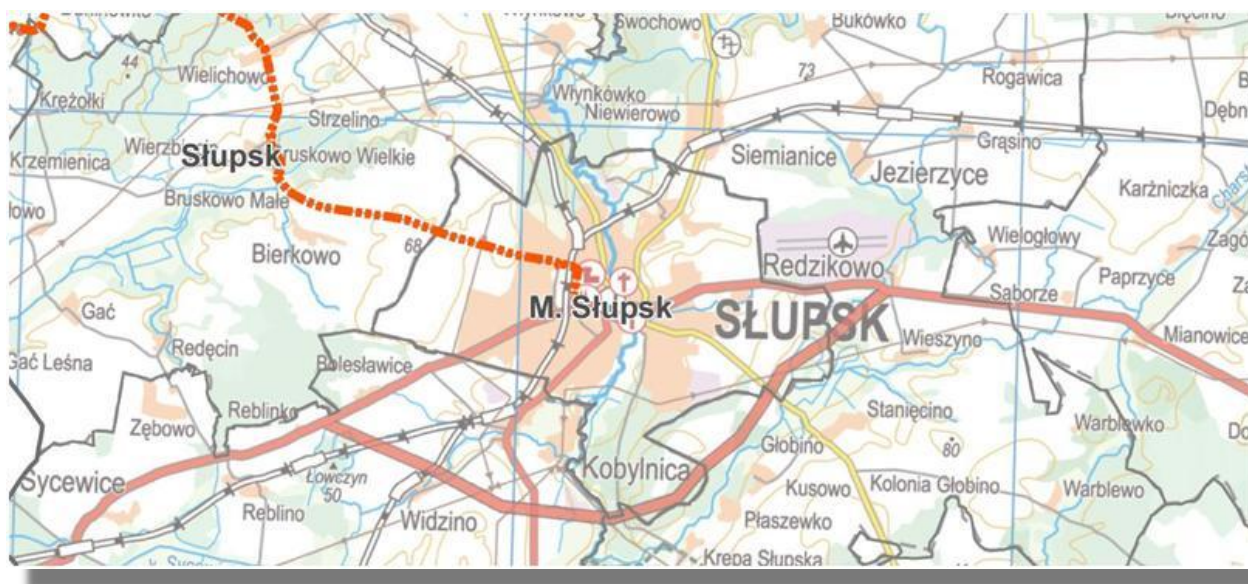 Swochowo
Bukówko
44
Wielichowo
73
Rogawica
Krężołki
Włynkówko
Niewierowo
Strzelino
Grąsino
Krzemienica
Słupsk
Bruskowo Wielkie
Siemianice
Jezierzyce
Karżniczka
Bruskowo Małe
68
Bierkowo
Wielogłowy
Redzikowo
Paprzyce
Gać
M. Słupsk
SŁUPSK
Saborze
Mianowice
Gać Leśna
Redęcin
Bolesławice
Wieszyno
Reblinko
Zębowo
Stanięcino
Warblewko
80
Głobino
Kobylnica
Sycewice
Łowczyn
50
Kusowo
Kolonia Głobino
Warblewo
Reblino
Widzino
Płaszewko
Krępa Słupska